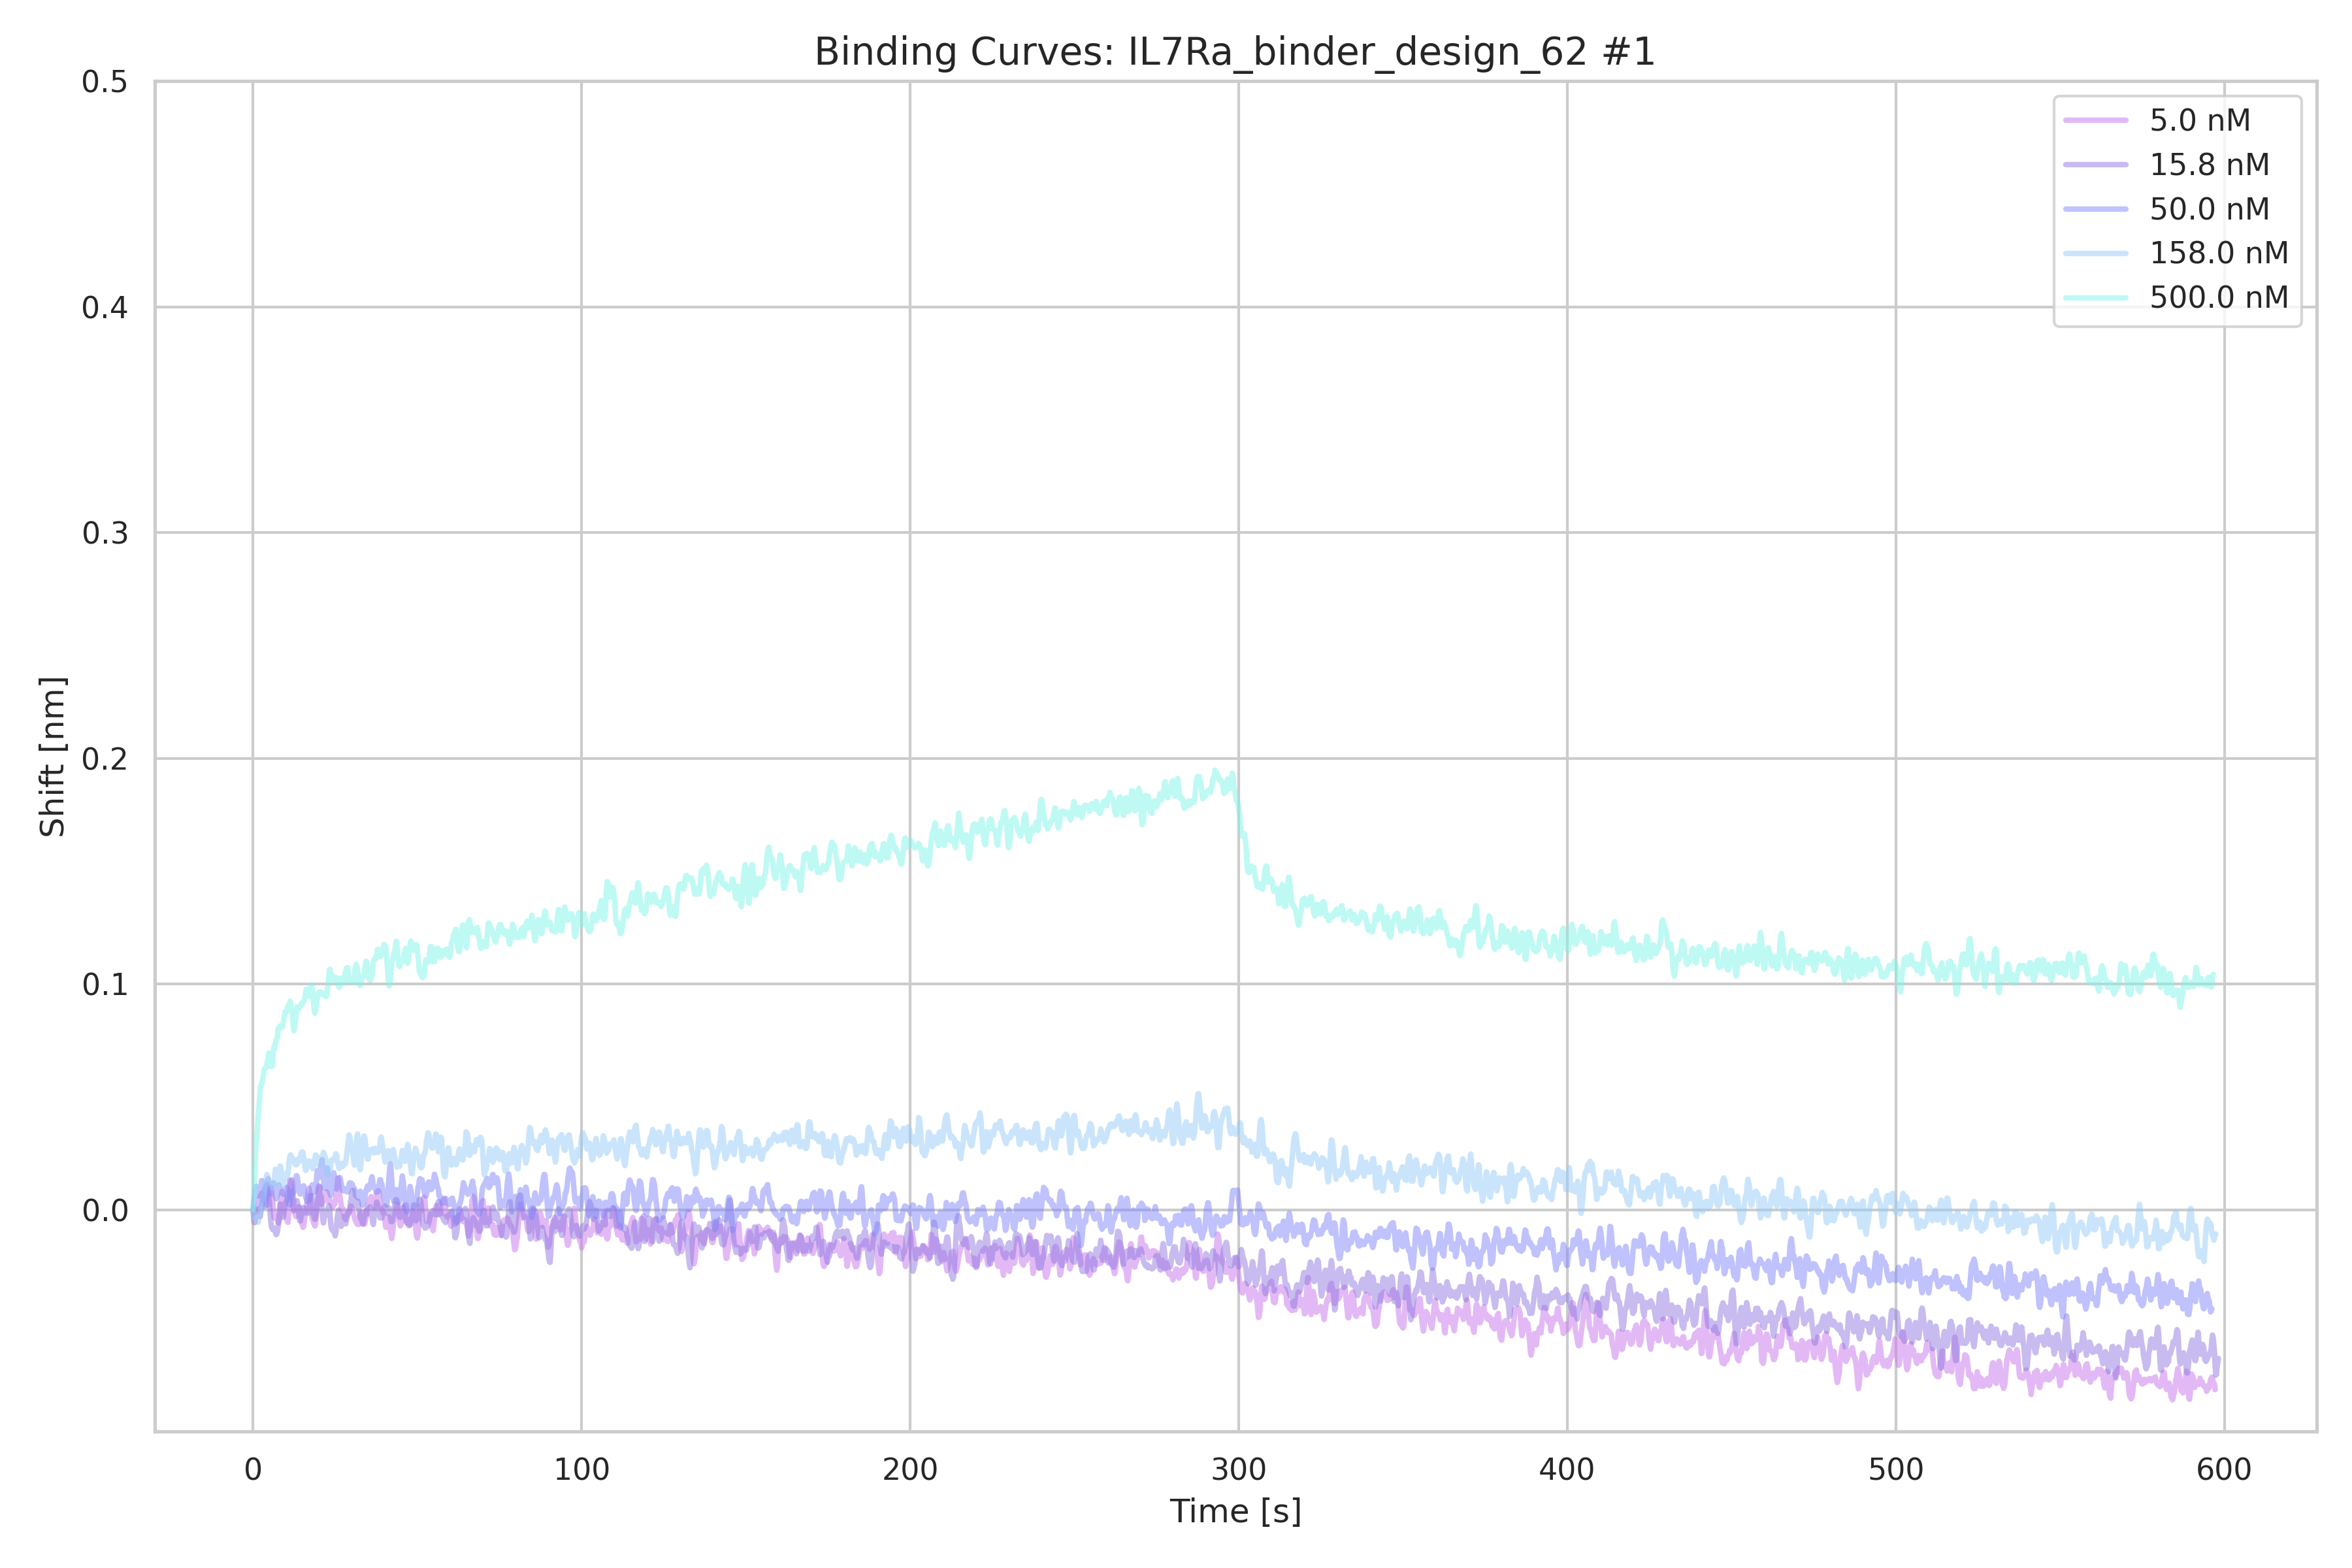 Binding Curves: IL7Ra_binder_design_62 #1
0.5
0.4
0.3
0.2
0.1
0.0
Shift [nm]
5.0 nM
15.8 nM
50.0 nM
158.0 nM
500.0 nM
0 100 200 300 400 500 600
Time [s]